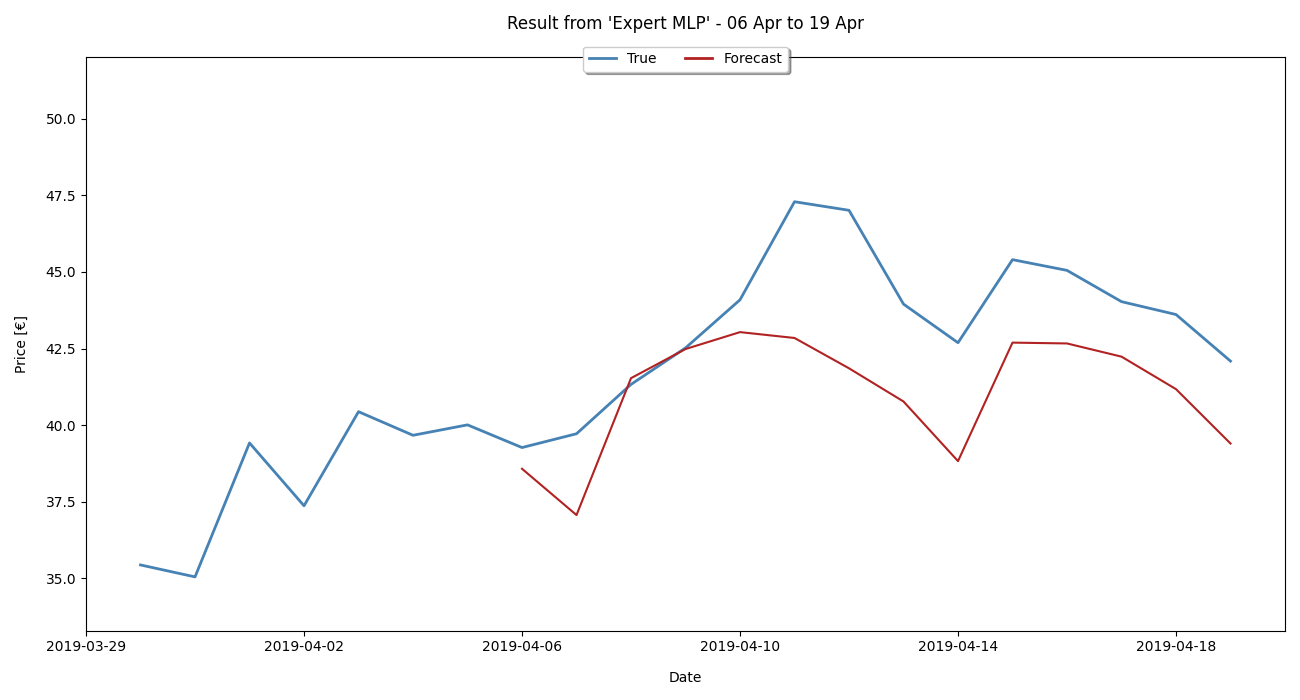 Result from 'Expert MLP' - 06 Apr to 19 Apr
True Forecast
50.0
47.5
45.0
42.5
40.0
37.5
35.0
Price [€]
2019-03-29 2019-04-02 2019-04-06 2019-04-10 2019-04-14 2019-04-18
Date